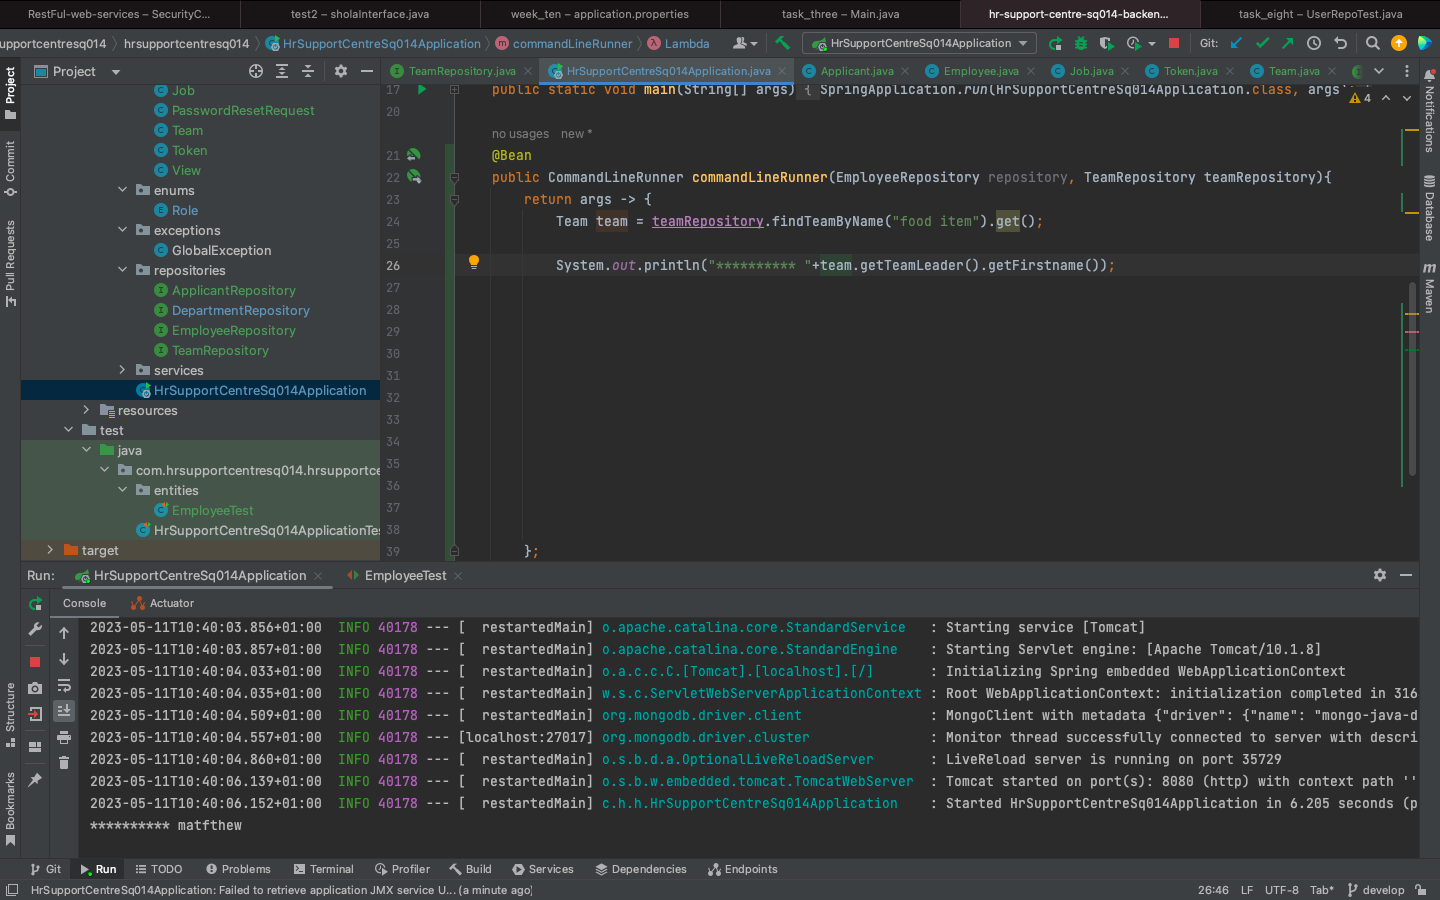 RestFul-web-services – SecurityC...
test2 – sholaInterface.java
week_ten – application.properties
task_three – Main.java
hr-support-centre-sq014-backen...
task_eight – UserRepoTest.java
supportcentresq014
hrsupportcentresq014
HrSupportCentreSq014Application
commandLineRunner
Lambda
HrSupportCentreSq014Application
Git:
Project
Project
TeamRepository.java
HrSupportCentreSq014Application.java
Applicant.java
Employee.java
Job.java
Token.java
Team.java
Commit
Pull Requests
Structure
Bookmarks
Notifications
Database
Maven
Job
PasswordResetRequest
Team
Token
View
enums
Role
exceptions
GlobalException
repositories
ApplicantRepository
DepartmentRepository
EmployeeRepository
TeamRepository
services
HrSupportCentreSq014Application
resources
test
java
com.hrsupportcentresq014.hrsupportce
entities
EmployeeTest
HrSupportCentreSq014ApplicationTes
target
17 public static void main(String[] args) { SpringApplication.run(HrSupportCentreSq014Application.class, args
4
20
no usages new *
21 @Bean
22 public CommandLineRunner commandLineRunner(EmployeeRepository repository, TeamRepository teamRepository){
23 return args -> {
24 Team team = teamRepository.findTeamByName("food item").get();
25
26 System.out.println("********** "+team.getTeamLeader().getFirstname());
27
28
29
30
31
32
33
34
35
36
37
38
39 };
Run:
HrSupportCentreSq014Application
EmployeeTest
Console
Actuator
2023-05-11T10:40:03.856+01:00 INFO 40178 --- [ restartedMain] o.apache.catalina.core.StandardService : Starting service [Tomcat]
2023-05-11T10:40:03.857+01:00 INFO 40178 --- [ restartedMain] o.apache.catalina.core.StandardEngine : Starting Servlet engine: [Apache Tomcat/10.1.8]
2023-05-11T10:40:04.033+01:00 INFO 40178 --- [ restartedMain] o.a.c.c.C.[Tomcat].[localhost].[/] : Initializing Spring embedded WebApplicationContext
2023-05-11T10:40:04.035+01:00 INFO 40178 --- [ restartedMain] w.s.c.ServletWebServerApplicationContext : Root WebApplicationContext: initialization completed in 316
2023-05-11T10:40:04.509+01:00 INFO 40178 --- [ restartedMain] org.mongodb.driver.client : MongoClient with metadata {"driver": {"name": "mongo-java-d
2023-05-11T10:40:04.557+01:00 INFO 40178 --- [localhost:27017] org.mongodb.driver.cluster : Monitor thread successfully connected to server with descri
2023-05-11T10:40:04.860+01:00 INFO 40178 --- [ restartedMain] o.s.b.d.a.OptionalLiveReloadServer : LiveReload server is running on port 35729
2023-05-11T10:40:06.139+01:00 INFO 40178 --- [ restartedMain] o.s.b.w.embedded.tomcat.TomcatWebServer : Tomcat started on port(s): 8080 (http) with context path ''
2023-05-11T10:40:06.152+01:00 INFO 40178 --- [ restartedMain] c.h.h.HrSupportCentreSq014Application : Started HrSupportCentreSq014Application in 6.205 seconds (p
********** matfthew
Git
Run
TODO
Problems
Terminal
Profiler
Build
Services
Dependencies
Endpoints
HrSupportCentreSq014Application: Failed to retrieve application JMX service U... (a minute ago)
26:46 LF UTF-8 Tab* develop